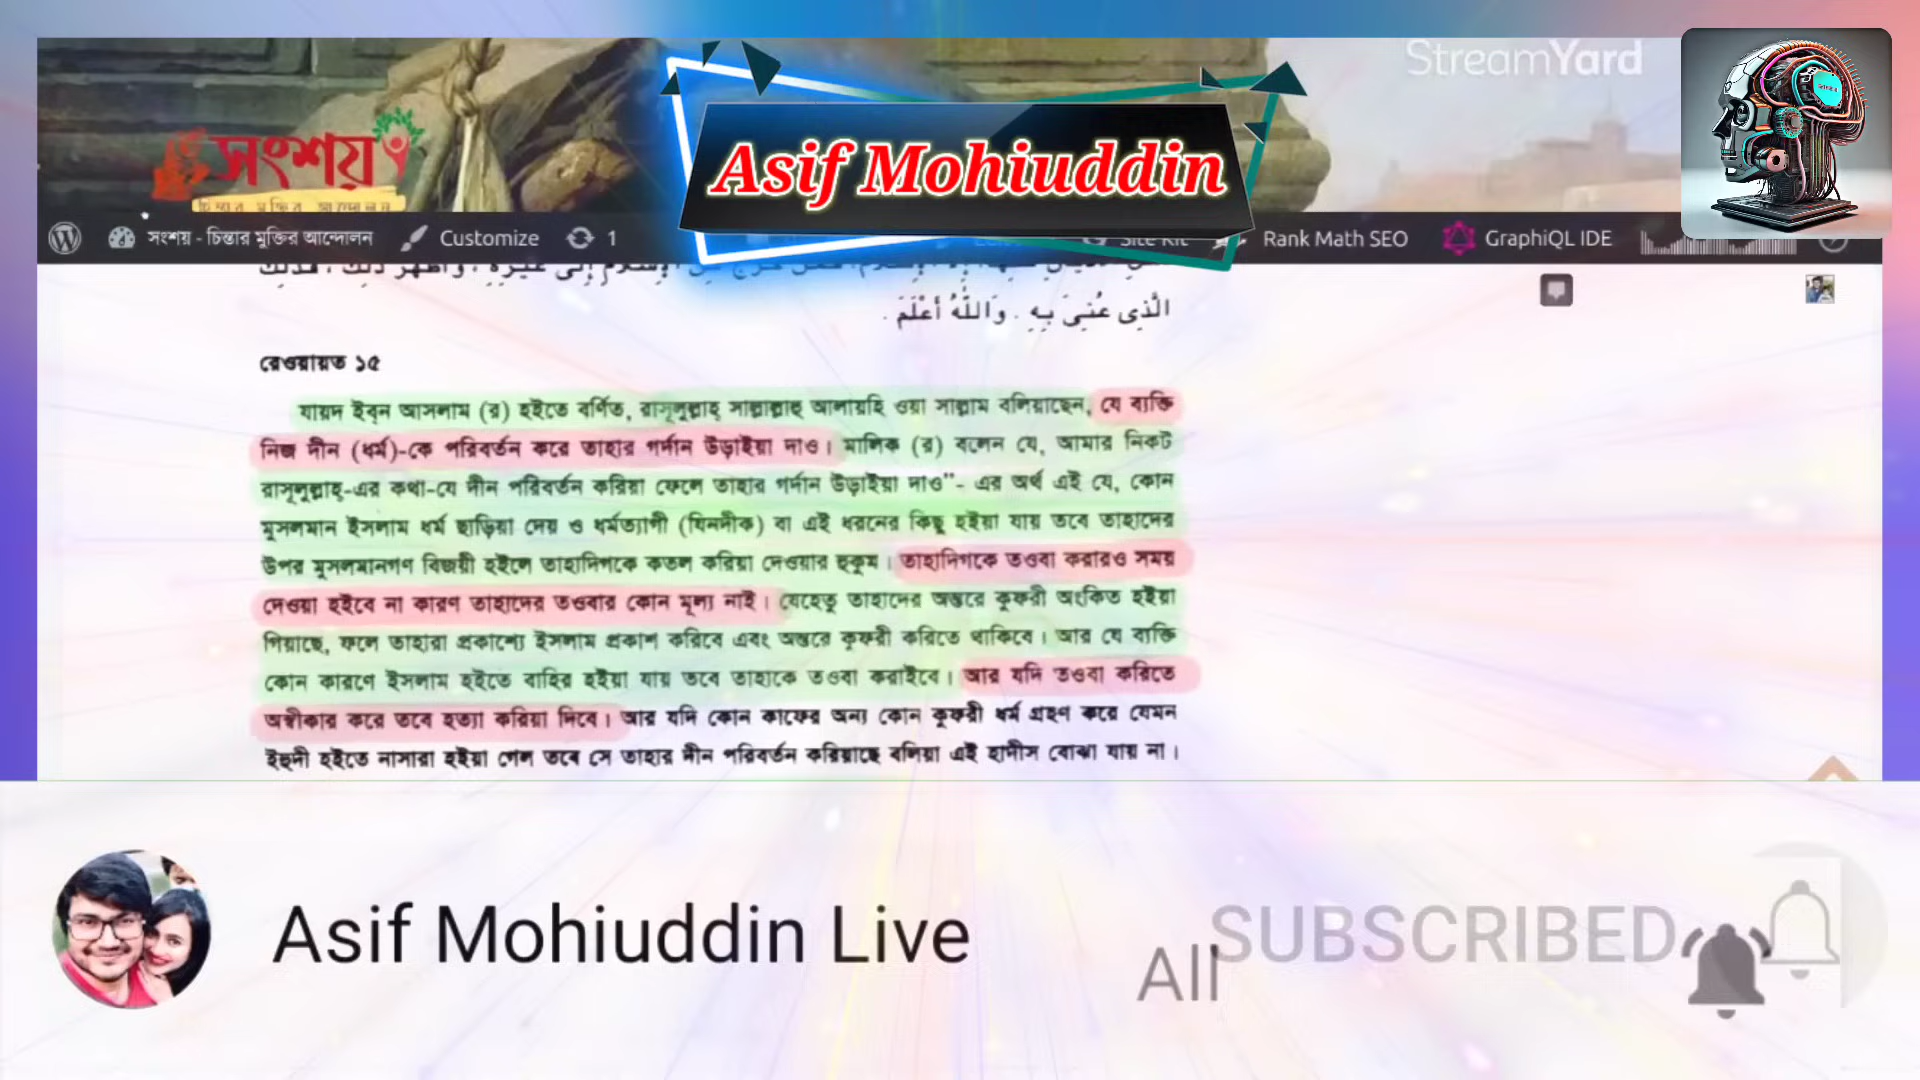 StreamYard
সংশয়
চিন্তার মুক্তির আন্দোলন
Asif Mohiuddin
সংশয় - চিন্তার মুক্তির আন্দোলন Customize 1 Site Kit Rank Math SEO GraphiQL IDE
الَّذِى عُنِىَ بِهِ . وَاللَّهُ أَعْلَمَ .
রেওয়ায়ত ১৫
যায়দ ইব্ন আসলাম (র) হইতে বর্ণিত, রাসূলুল্লাহ্ সাল্লাল্লাহু আলায়হি ওয়া সাল্লাম বলিয়াছেন, যে ব্যক্তি
নিজ দীন (ধর্ম)-কে পরিবর্তন করে তাহার গর্দান উড়াইয়া দাও। মালিক (র) বলেন যে, আমার নিকট
রাসূলুল্লাহ্-এর কথা-যে দীন পরিবর্তন করিয়া ফেলে তাহার গর্দান উড়াইয়া দাও"- এর অর্থ এই যে, কোন
মুসলমান ইসলাম ধর্ম ছাড়িয়া দেয় ও ধর্মত্যাগী (যিনদীক) বা এই ধরনের কিছু হইয়া যায় তবে তাহাদের
উপর মুসলমানগণ বিজয়ী হইলে তাহাদিগকে কতল করিয়া দেওয়ার হুকুম। তাহাদিগকে তওবা করারও সময়
দেওয়া হইবে না কারণ তাহাদের তওবার কোন মূল্য নাই। যেহেতু তাহাদের অন্তরে কুফরী অংকিত হইয়া
গিয়াছে, ফলে তাহারা প্রকাশ্যে ইসলাম প্রকাশ করিবে এবং অন্তরে কুফরী করিতে থাকিবে। আর যে ব্যক্তি
কোন কারণে ইসলাম হইতে বাহির হইয়া যায় তবে তাহাকে তওবা করাইবে। আর যদি তওবা করিতে
অস্বীকার করে তবে হত্যা করিয়া দিবে। আর যদি কোন কাফের অন্য কোন কুফরী ধর্ম গ্রহণ করে যেমন
ইহুদী হইতে নাসারা হইয়া গেল তবে সে তাহার দীন পরিবর্তন করিয়াছে বলিয়া এই হাদীস বোঝা যায় না।
Asif Mohiuddin Live
SUBSCRIBED
All